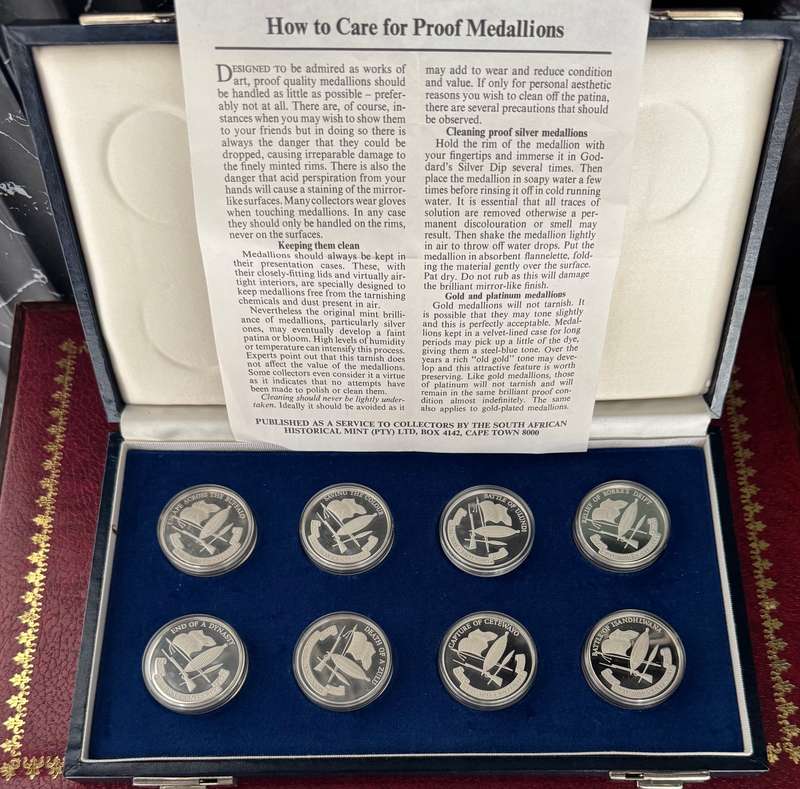 How to Care for Proof Medallions
DESIGNED TO be admired as works of
art, proof quality medallions should
be handled as little as possible – prefer-
ably not at all. There are, of course, in-
stances when you may wish to show them
to your friends but in doing so there is
always the danger that they could be
dropped, causing irreparable damage to
the finely minted rims. There is also the
danger that acid perspiration from your
hands will cause a staining of the mirror-
like surfaces. Many collectors wear gloves
when touching medallions. In any case
they should only be handled on the rims,
never on the surfaces.
Keeping them clean
Medallions should always be kept in
their presentation cases. These, with
their closely-fitting lids and virtually air-
tight interiors, are specially designed to
keep medallions free from the tarnishing
chemicals and dust present in air.
Nevertheless the original mint brilli-
ance of medallions, particularly silver
ones, may eventually develop a faint
patina or bloom. High levels of humidity
or temperature can intensify this process.
Experts point out that this tarnish does
not affect the value of the medallions.
Some collectors even consider it a virtue
as it indicates that no attempts have
been made to polish or clean them.
Cleaning should never be lightly under-
taken. Ideally it should be avoided as it
may add to wear and reduce condition
and value. If only for personal aesthetic
reasons you wish to clean off the patina,
there are several precautions that should
be observed.
Cleaning proof silver medallions
Hold the rim of the medallion with
your fingertips and immerse it in God-
dard's Silver Dip several times. Then
place the medallion in soapy water a few
times before rinsing it off in cold running
water. It is essential that all traces of
solution are removed otherwise a per-
manent discolouration or smell may
result. Then shake the medallion lightly
in air to throw off water drops. Put the
medallion in absorbent flannelette, fold-
ing the material gently over the surface.
Pat dry. Do not rub as this will damage
the brilliant mirror-like finish.
Gold and platinum medallions
Gold medallions will not tarnish. It
is possible that they may tone slightly
and this is perfectly acceptable. Medal-
lions kept in a velvet-lined case for long
periods may pick up a little of the dye,
giving them a steel-blue tone. Over the
years a rich "old gold" tone may deve-
lop and this attractive feature is worth
preserving. Like gold medallions, those
of platinum will not tarnish and will
remain in the same brilliant proof con-
dition almost indefinitely. The same
also applies to gold-plated medallions.
PUBLISHED AS A SERVICE TO COLLECTORS BY THE SOUTH AFRICAN
HISTORICAL MINT (PTY) LTD, BOX 4142, CAPE TOWN 8000
ACROSS THE BUFFALO
SAVING THE COLOUR
BATTLE OF ULUNDI
RELIEF OF RORKE'S DRIFT
END OF A DYNASTY
DEATH OF A ZULU
CAPTURE OF CETEWAYO
BATTLE OF ISANDHLWANA